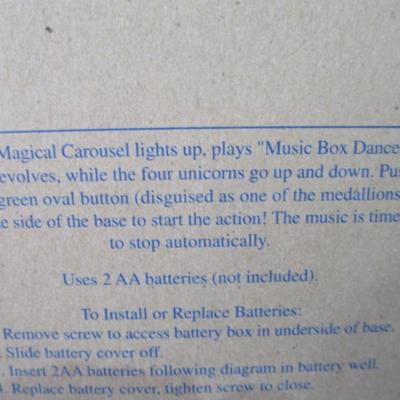 Magical Carousel lights up, plays "Music Box Dance
evolves, while the four unicorns go up and down. Pus
green oval button (disguised as one of the medallions
e side of the base to start the action! The music is time
to stop automatically.
Uses 2 AA batteries (not included).
To Install or Replace Batteries:
Remove screw to access battery box in underside of base.
. Slide battery cover off.
. Insert 2AA batteries following diagram in battery well.
4. Replace battery cover, tighten screw to close.